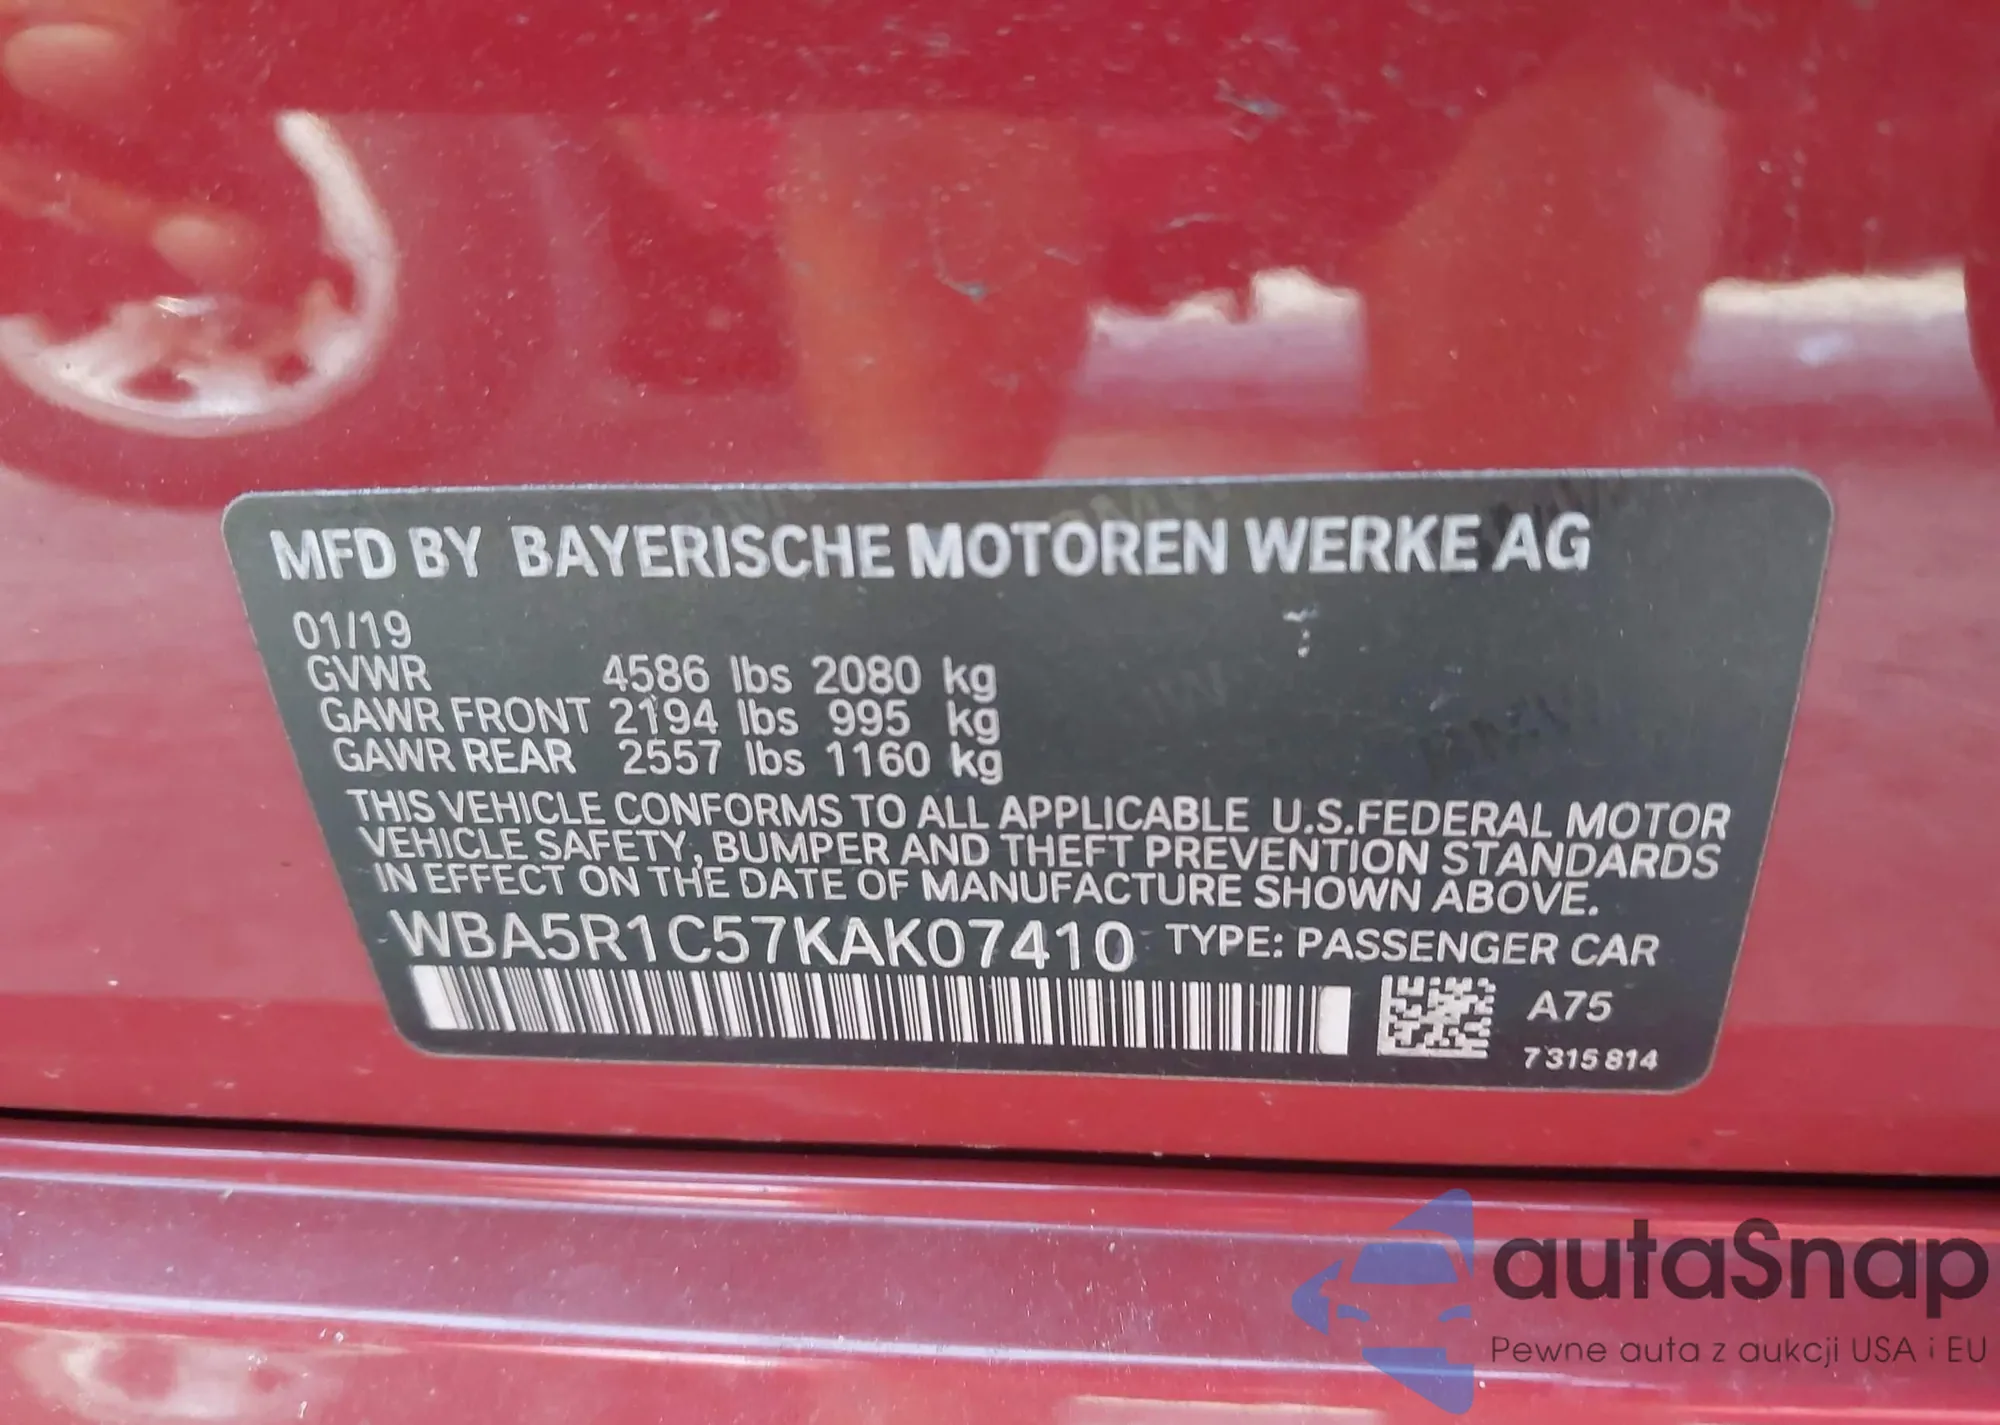 MFD BY BAYERISCHE MOTOREN WERKE AG
01/19
GVWR 4586 lbs 2080 kg
GAWR FRONT 2194 lbs 995 kg
GAWR REAR 2557 lbs 1160 kg
THIS VEHICLE CONFORMS TO ALL APPLICABLE U.S.FEDERAL MOTOR
VEHICLE SAFETY, BUMPER AND THEFT PREVENTION STANDARDS
IN EFFECT ON THE DATE OF MANUFACTURE SHOWN ABOVE.
WBA5R1C57KAK07410 TYPE: PASSENGER CAR
A75
7315814
autaSnap
Pewne auta z aukcji USA i EU